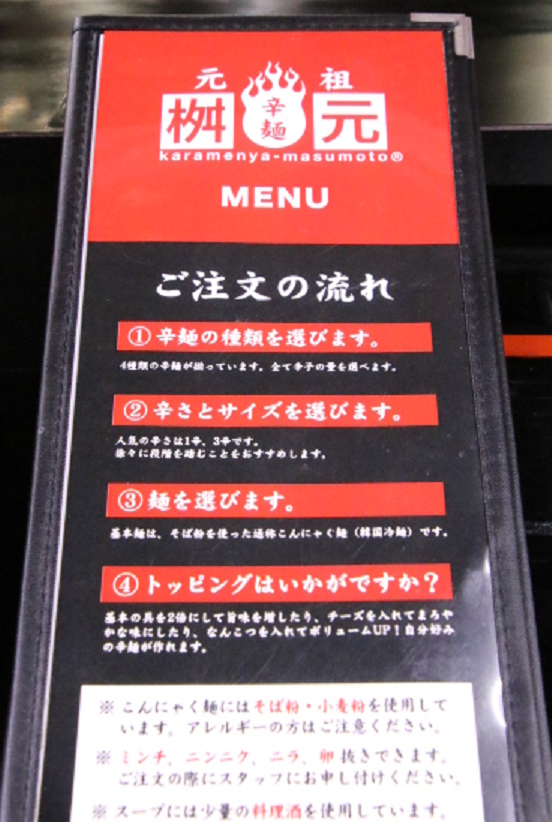 元祖
桝 辛麺 元
karamenya-masumoto®
MENU
ご注文の流れ
① 辛麺の種類を選びます。
4種類の辛麺が揃っています。全て辛子の量を選べます。
② 辛さとサイズを選びます。
人気の辛さは1辛、3辛です。
徐々に段階を踏むことをおすすめします。
③ 麺を選びます。
基本麺は、そば粉を使った通称こんにゃく麺（韓国冷麺）です。
④ トッピングはいかがですか？
基本の具を2倍にして旨味を増したり、チーズを入れてまろや
かな味にしたり、なんこつを入れてボリュームUP！自分好み
の辛麺が作れます。
※ こんにゃく麺にはそば粉・小麦粉を使用して
います。アレルギーの方はご注意ください。
※ ミンチ、ニンニク、ニラ、卵 抜きできます。
ご注文の際にスタッフにお申し付けください。
※ スープには少量の料理酒を使用しています。